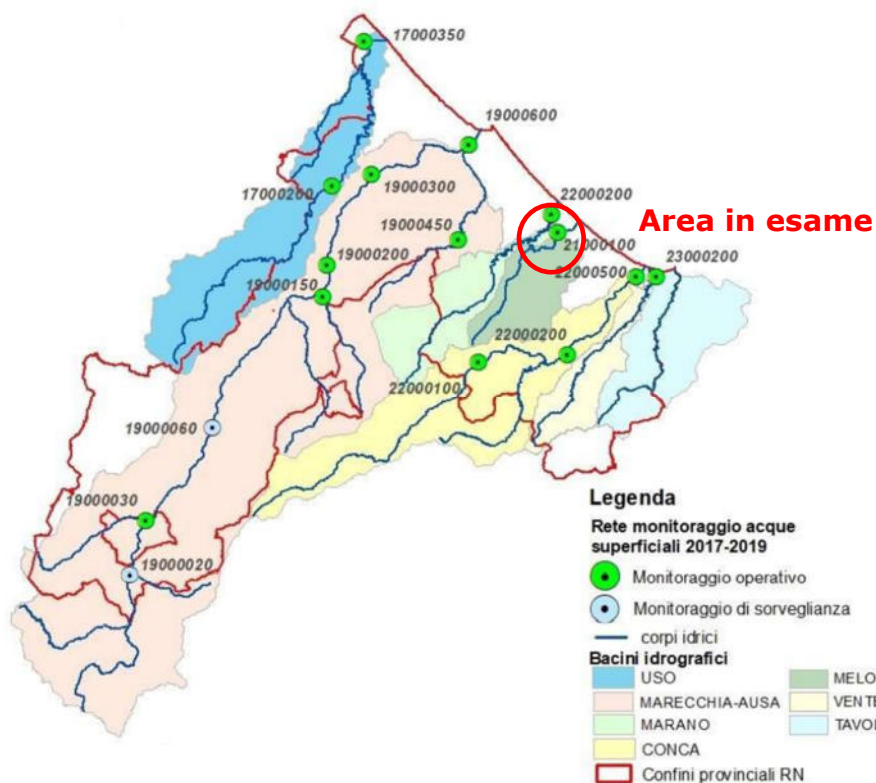 17000350
19000600
17000200
19000300
22000200
Area in esame
19000450
21000100
19000200
22000500
23000200
19000150
22000200
22000100
19000060
19000030
19000020
Legenda
Rete monitoraggio acque
superficiali 2017-2019
Monitoraggio operativo
Monitoraggio di sorveglianza
corpi idrici
Bacini idrografici
USO
MELO
MARECCHIA-AUSA
VENTE
MARANO
TAVOL
CONCA
Confini provinciali RN